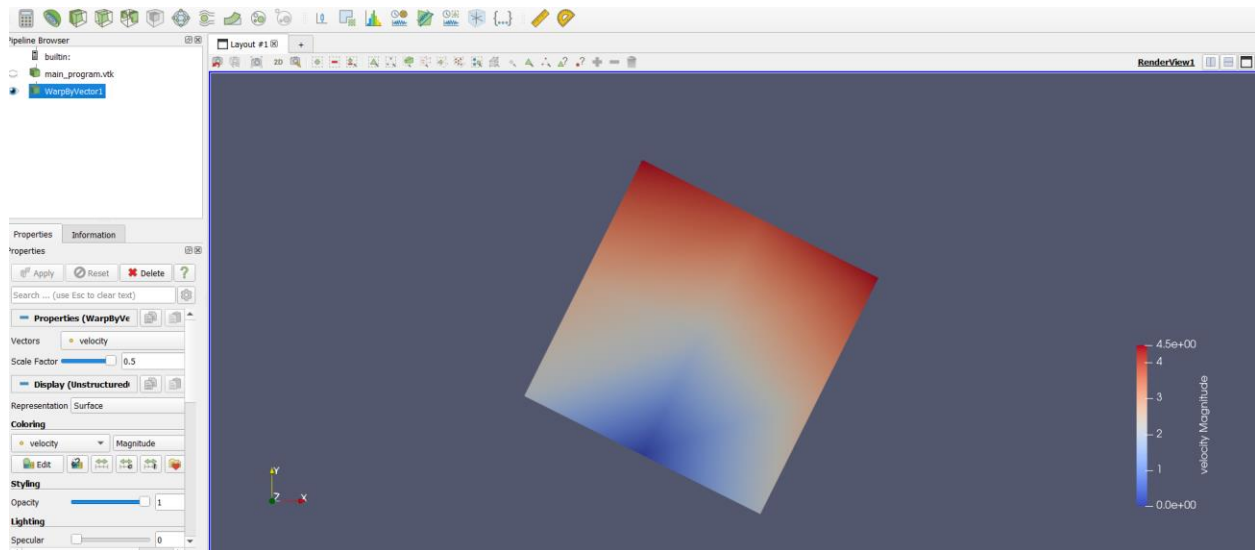 Pipeline Browser
Layout #1
+
builtin:
2D
RenderView1
main_program.vtk
WarpByVector1
Properties Information
Properties
Apply Reset Delete ?
Search ... (use Esc to clear text)
Properties (WarpByVe
Vectors velocity
Scale Factor 0.5
Display (Unstructured
Representation Surface
Coloring
velocity Magnitude
Edit
Styling
Opacity 1
Lighting
Specular 0
Y
Z X
4.5e+00
4
3
2
1
0.0e+00
velocity Magnitude